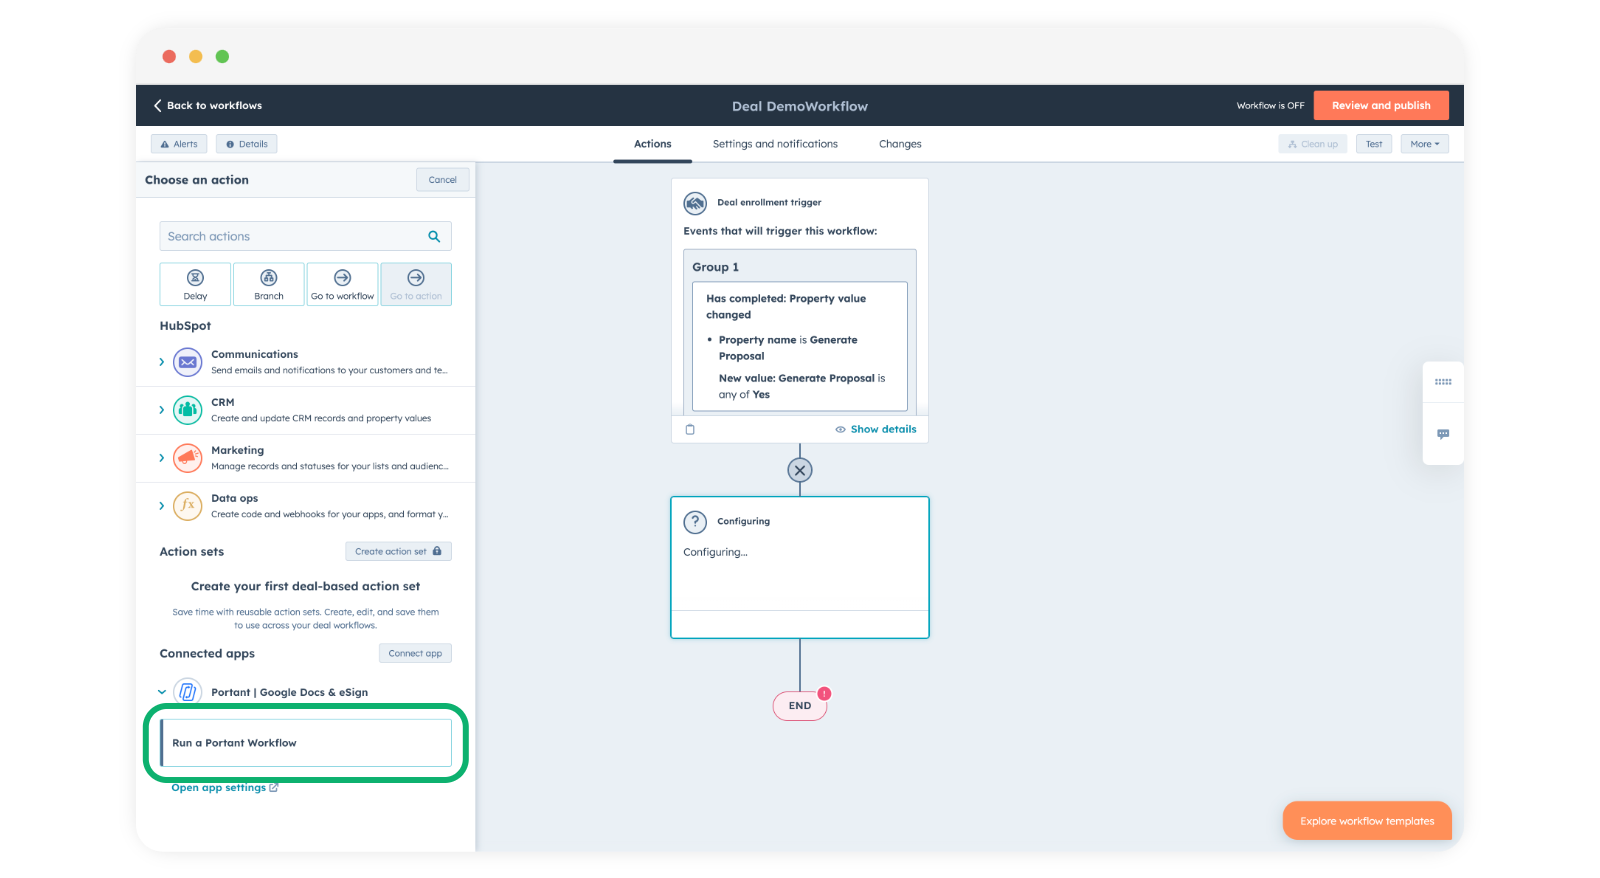 Back to workflows
Deal DemoWorkflow
Workflow is OFF
Review and publish
Alerts
Details
Actions
Settings and notifications
Changes
Clean up
Test
More
Choose an action
Cancel
Search actions
Delay
Branch
Go to workflow
Go to action
HubSpot
Communications
Send emails and notifications to your customers and te...
CRM
Create and update CRM records and property values
Marketing
Manage records and statuses for your lists and audienc...
fx
Data ops
Create code and webhooks for your apps, and format y...
Action sets
Create action set
Create your first deal-based action set
Save time with reusable action sets. Create, edit, and save them
to use across your deal workflows.
Connected apps
Connect app
Portant | Google Docs & eSign
Run a Portant Workflow
Open app settings
Deal enrollment trigger
Events that will trigger this workflow:
Group 1
Has completed: Property value
changed
• Property name is Generate
Proposal
New value: Generate Proposal is
any of Yes
Show details
?
Configuring
Configuring...
!
END
Explore workflow templates